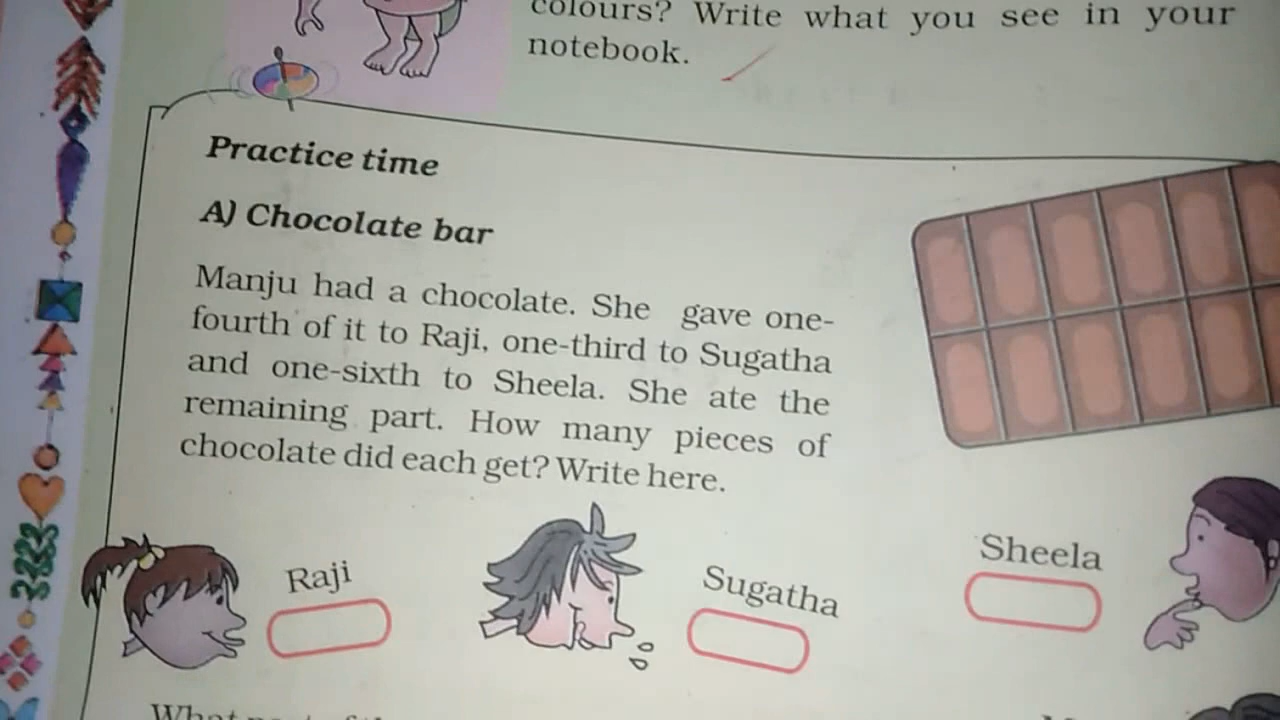 colours? Write what you see in your
notebook.
Practice time
A) Chocolate bar
Manju had a chocolate. She gave one-
fourth of it to Raji, one-third to Sugatha
and one-sixth to Sheela. She ate the
remaining part. How many pieces of
chocolate did each get? Write here.
Raji
Sugatha
Sheela
What